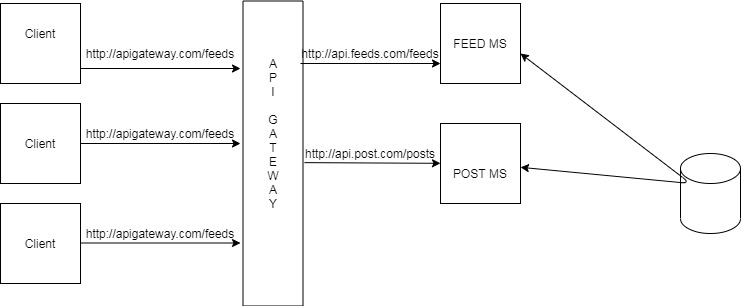 Client
http://apigateway.com/feeds
Client
http://apigateway.com/feeds
Client
http://apigateway.com/feeds
A
P
I
G
A
T
E
W
A
Y
http://api.feeds.com/feeds
http://api.post.com/posts
FEED MS
POST MS